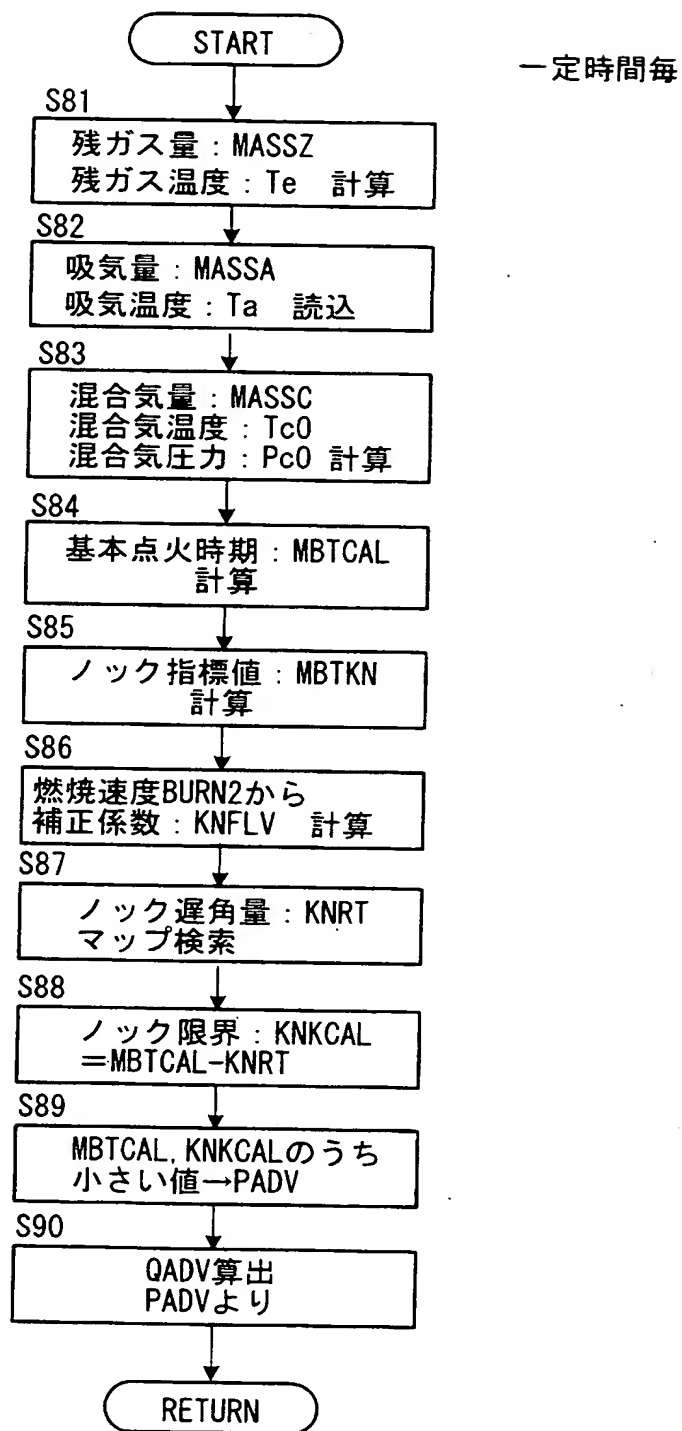 START
一定時間毎
S81
残ガス量:MASSZ
残ガス温度:Te 計算
S82
吸気量:MASSA
吸気温度:Ta 読込
S83
混合気量:MASSC
混合気温度:Tc0
混合気圧力:Pc0 計算
S84
基本点火時期:MBTCAL
計算
S85
ノック指標値:MBTKN
計算
S86
燃焼速度BURN2から
補正係数:KNFLV 計算
S87
ノック遅角量:KNRT
マップ検索
S88
ノック限界:KNKCAL
=MBTCAL-KNRT
S89
MBTCAL,KNKCALのうち
小さい値→PADV
S90
QADV算出
PADVより
RETURN